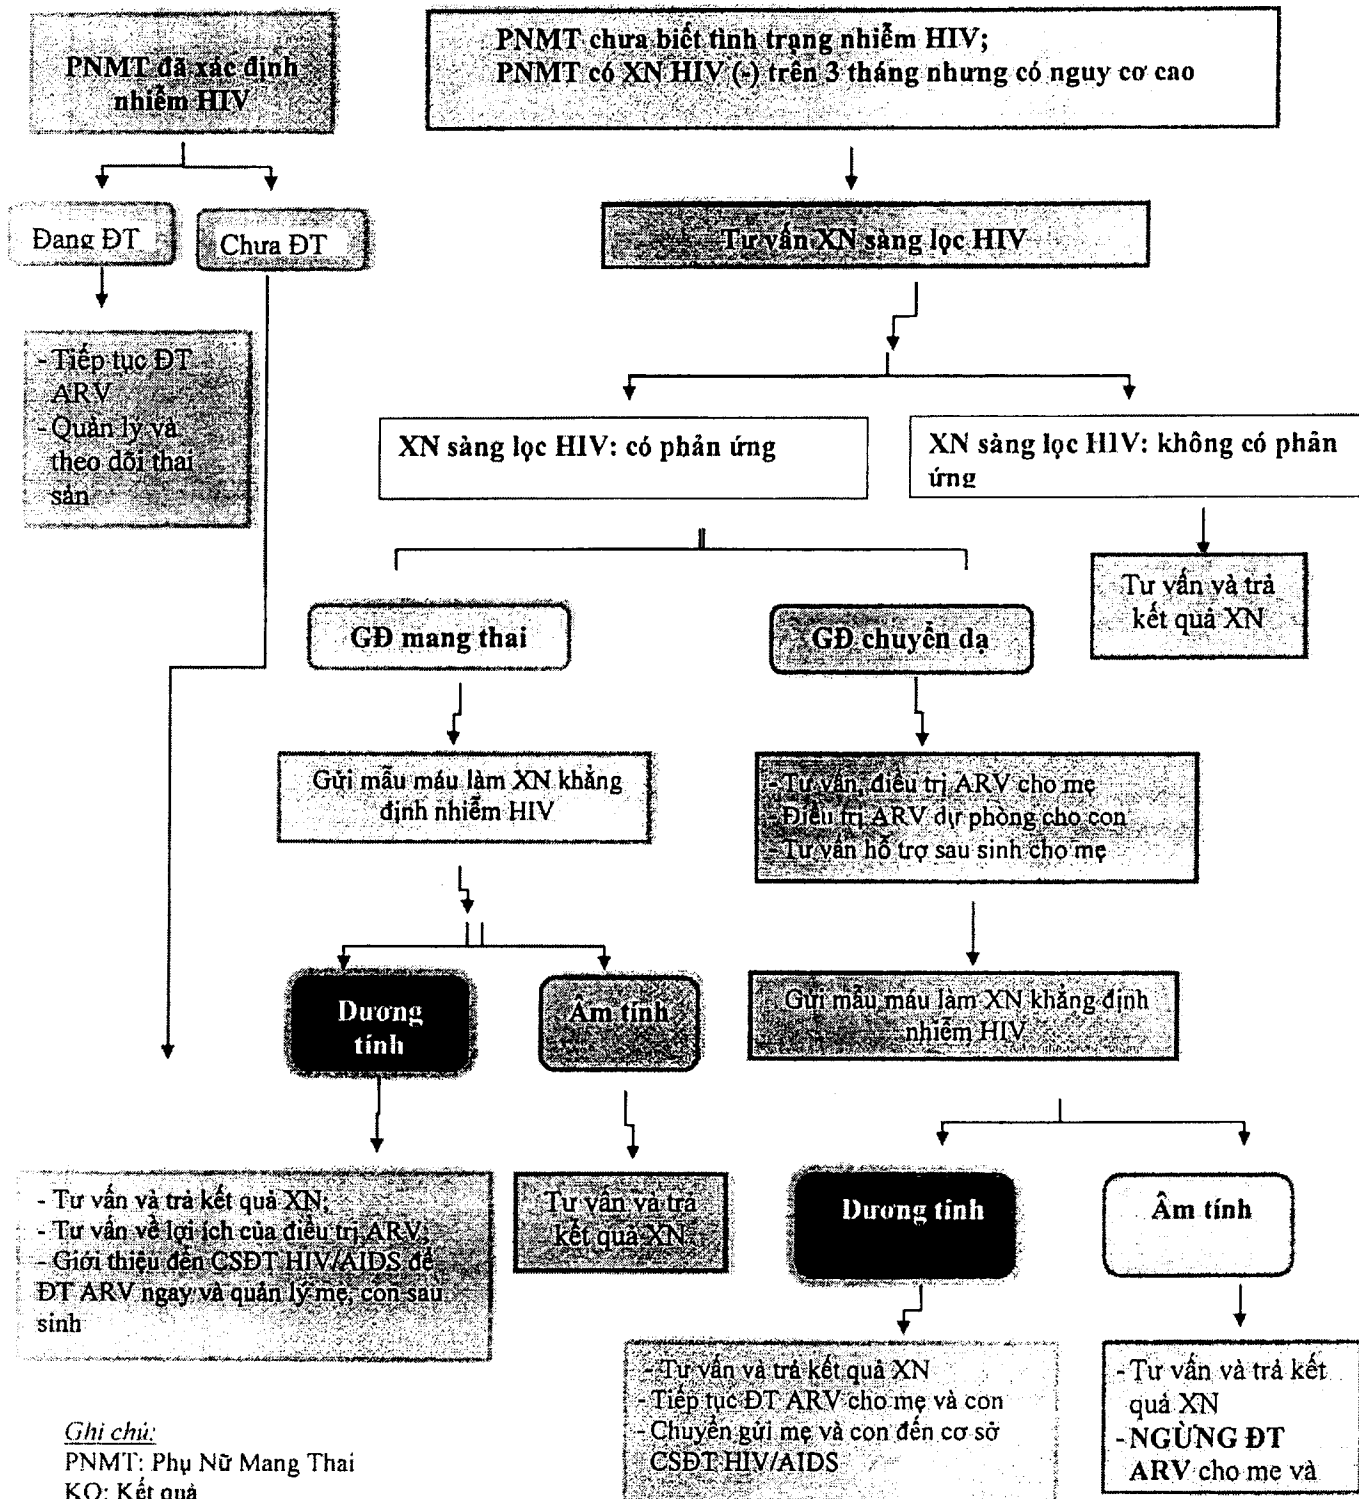 PNMT đã xác định
nhiễm HIV
PNMT chưa biết tình trạng nhiễm HIV;
PNMT có XN HIV (-) trên 3 tháng nhưng có nguy cơ cao
Đang ĐT
Chưa ĐT
Tư vấn XN sàng lọc HIV
- Tiếp tục ĐT
ARV
- Quản lý và
theo dõi thai
sản
XN sàng lọc HIV: có phản ứng
XN sàng lọc HIV: không có phản
ứng
Tư vấn và trả
kết quả XN
GĐ mang thai
GĐ chuyển dạ
Gửi mẫu máu làm XN khẳng
định nhiễm HIV
- Tư vấn, điều trị ARV cho mẹ
- Điều trị ARV dự phòng cho con
- Tư vấn hỗ trợ sau sinh cho mẹ
Dương
tính
Âm tính
Gửi mẫu máu làm XN khẳng định
nhiễm HIV
- Tư vấn và trả kết quả XN;
- Tư vấn về lợi ích của điều trị ARV;
- Giới thiệu đến CSĐT HIV/AIDS để
ĐT ARV ngay và quản lý mẹ, con sau
sinh
Tư vấn và trả
kết quả XN
Dương tính
Âm tính
- Tư vấn và trả kết quả XN
- Tiếp tục ĐT ARV cho mẹ và con
- Chuyển gửi mẹ và con đến cơ sở
CSĐT HIV/AIDS
- Tư vấn và trả kết
quả XN
- NGỪNG ĐT
ARV cho mẹ và
Ghi chú:
PNMT: Phụ Nữ Mang Thai
KQ: Kết quả